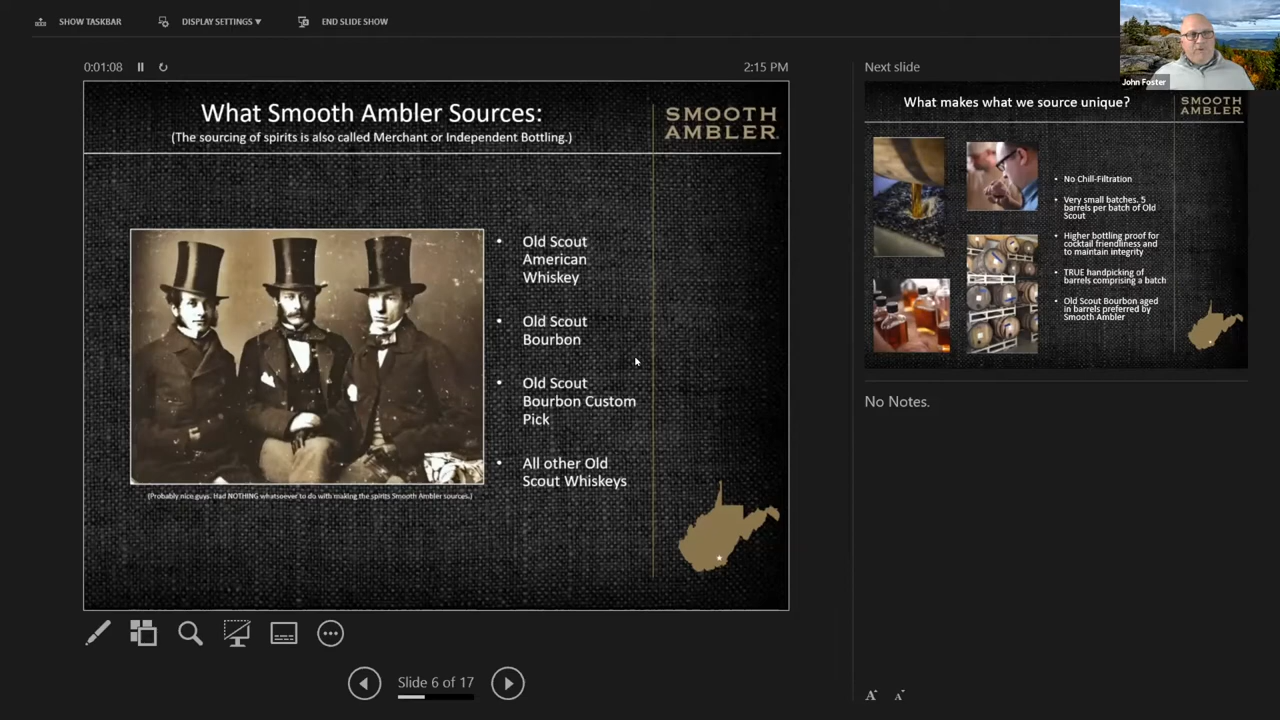 SHOW TASKBAR
DISPLAY SETTINGS ▼
END SLIDE SHOW
John Foster
0:01:08
2:15 PM
What Smooth Ambler Sources:
(The sourcing of spirits is also called Merchant or Independent Bottling.)
SMOOTH
AMBLER
• Old Scout
American
Whiskey
• Old Scout
Bourbon
• Old Scout
Bourbon Custom
Pick
• All other Old
Scout Whiskeys
(Probably nice guys. Had NOTHING whatsoever to do with making the spirits Smooth Ambler sources.)
Slide 6 of 17
Next slide
What makes what we source unique?
SMOOTH
AMBLER
• No Chill-Filtration
• Very small batches. 5
barrels per batch of Old
Scout
• Higher bottling proof for
cocktail friendliness and
to maintain integrity
• TRUE handpicking of
barrels comprising a batch
• Old Scout Bourbon aged
in barrels preferred by
Smooth Ambler
No Notes.
A A